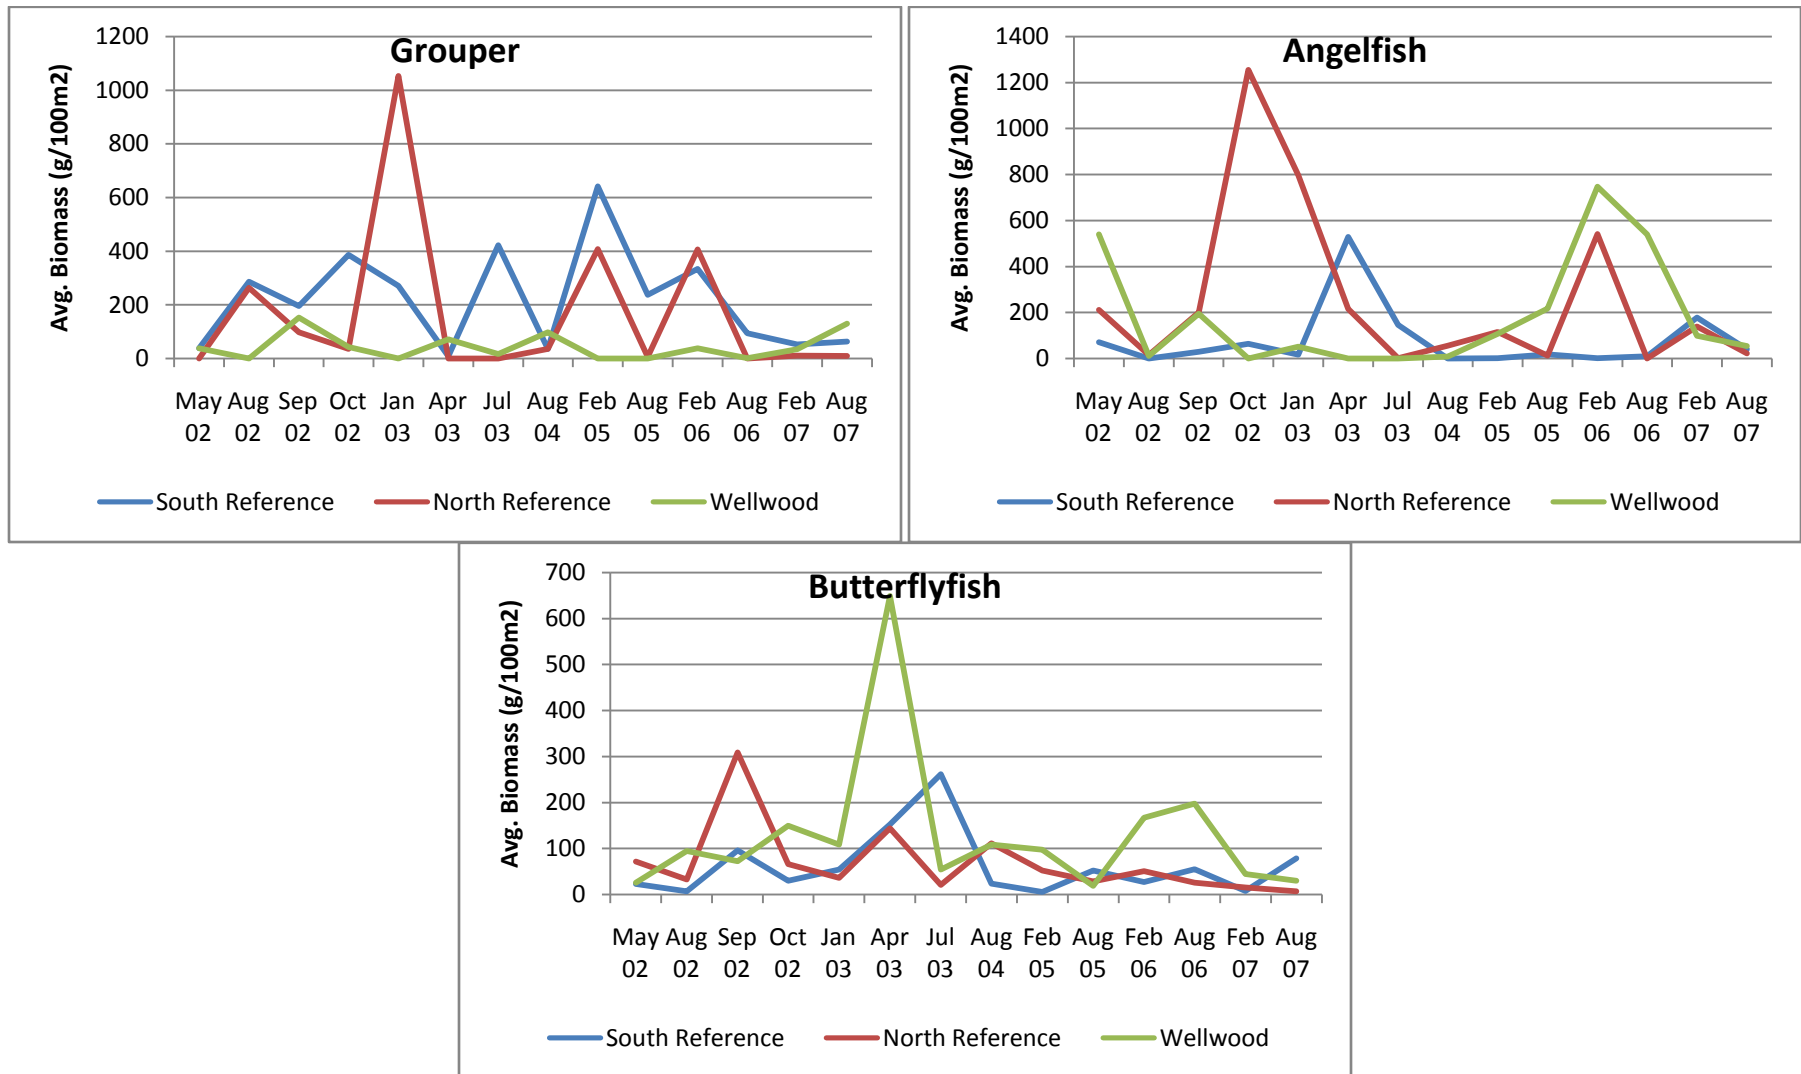 Grouper
Avg. Biomass (g/100m2)
1200
1000
800
600
400
200
0
May Aug Sep Oct Jan Apr Jul Aug Feb Aug Feb Aug Feb Aug
02 02 02 02 03 03 03 04 05 05 06 06 07 07
South Reference North Reference Wellwood
Angelfish
Avg. Biomass (g/100m2)
1400
1200
1000
800
600
400
200
0
May Aug Sep Oct Jan Apr Jul Aug Feb Aug Feb Aug Feb Aug
02 02 02 02 03 03 03 04 05 05 06 06 07 07
South Reference North Reference Wellwood
Butterflyfish
Avg. Biomass (g/100m2)
700
600
500
400
300
200
100
0
May Aug Sep Oct Jan Apr Jul Aug Feb Aug Feb Aug Feb Aug
02 02 02 02 03 03 03 04 05 05 06 06 07 07
South Reference North Reference Wellwood